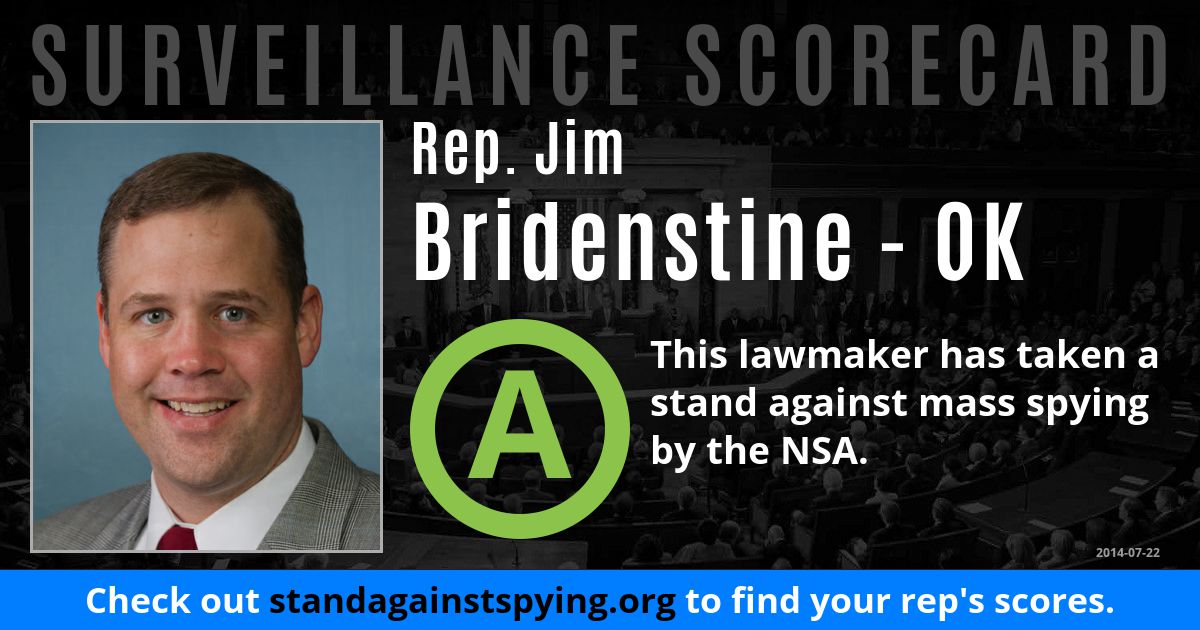 SURVEILLANCE SCORECARD
Rep. Jim
Bridenstine - OK
A
This lawmaker has taken a
stand against mass spying
by the NSA.
2014-07-22
Check out standagainstspying.org to find your rep's scores.